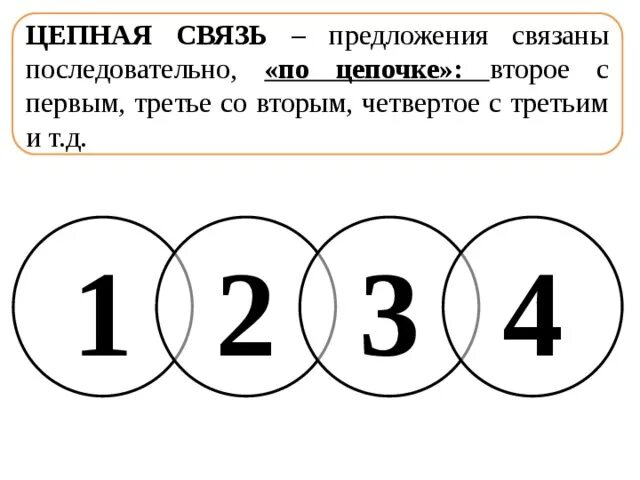 ЦЕПНАЯ СВЯЗЬ – предложения связаны
последовательно, «по цепочке»: второе с
первым, третье со вторым, четвертое с третьим
и т.д.
1 2 3 4